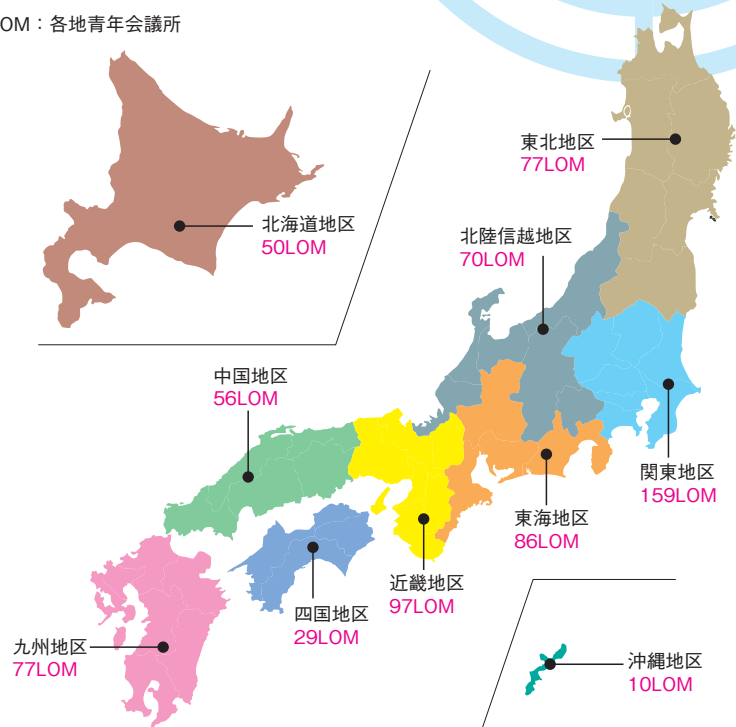 OM：各地青年会議所
東北地区
77LOM
北海道地区
50LOM
北陸信越地区
70LOM
中国地区
56LOM
関東地区
159LOM
東海地区
86LOM
近畿地区
97LOM
四国地区
29LOM
九州地区
77LOM
沖縄地区
10LOM